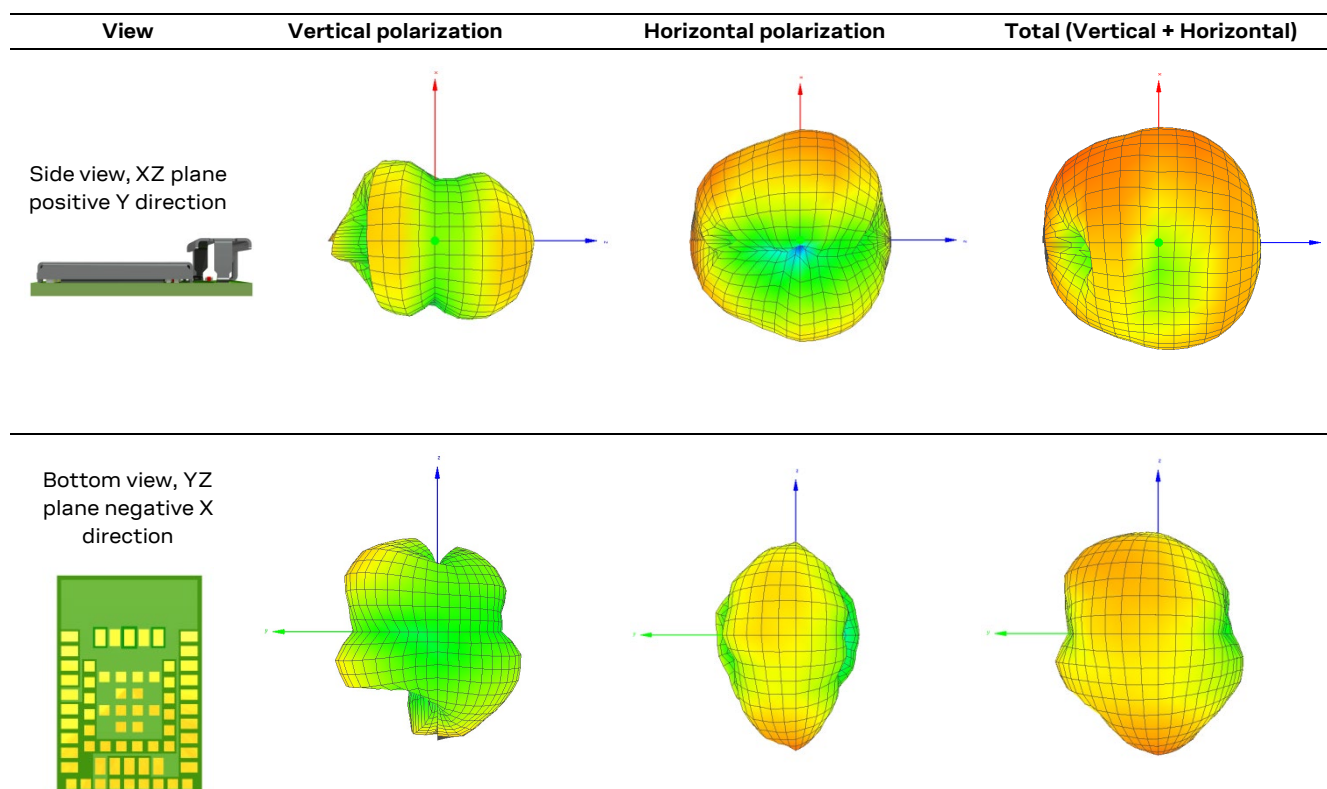 View Vertical polarization Horizontal polarization Total (Vertical + Horizontal)
Side view, XZ plane
positive Y direction
Bottom view, YZ
plane negative X
direction